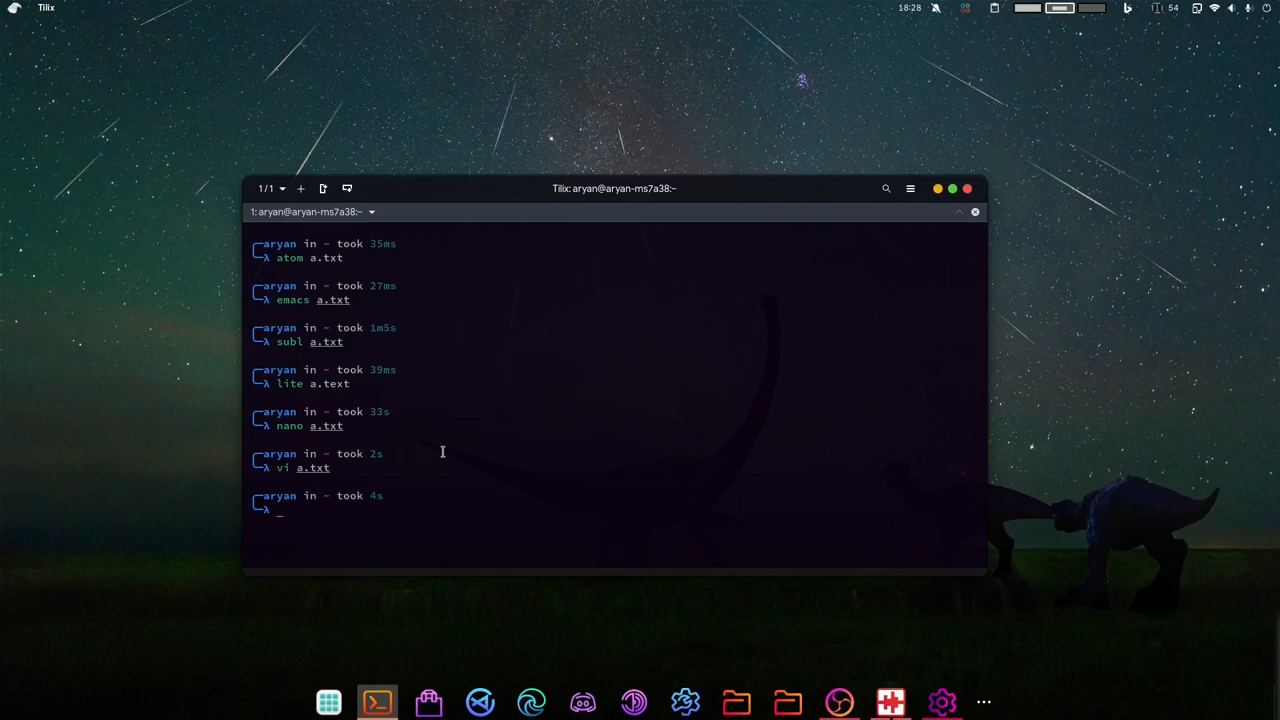 Tilix
18:28
54
1/1
Tilix: aryan@aryan-ms7a38:~
1: aryan@aryan-ms7a38:~
aryan in ~ took 35ms
λ atom a.txt
aryan in ~ took 27ms
λ emacs a.txt
aryan in ~ took 1m5s
λ subl a.txt
aryan in ~ took 39ms
λ lite a.text
aryan in ~ took 33s
λ nano a.txt
aryan in ~ took 2s
λ vi a.txt
aryan in ~ took 4s
λ _